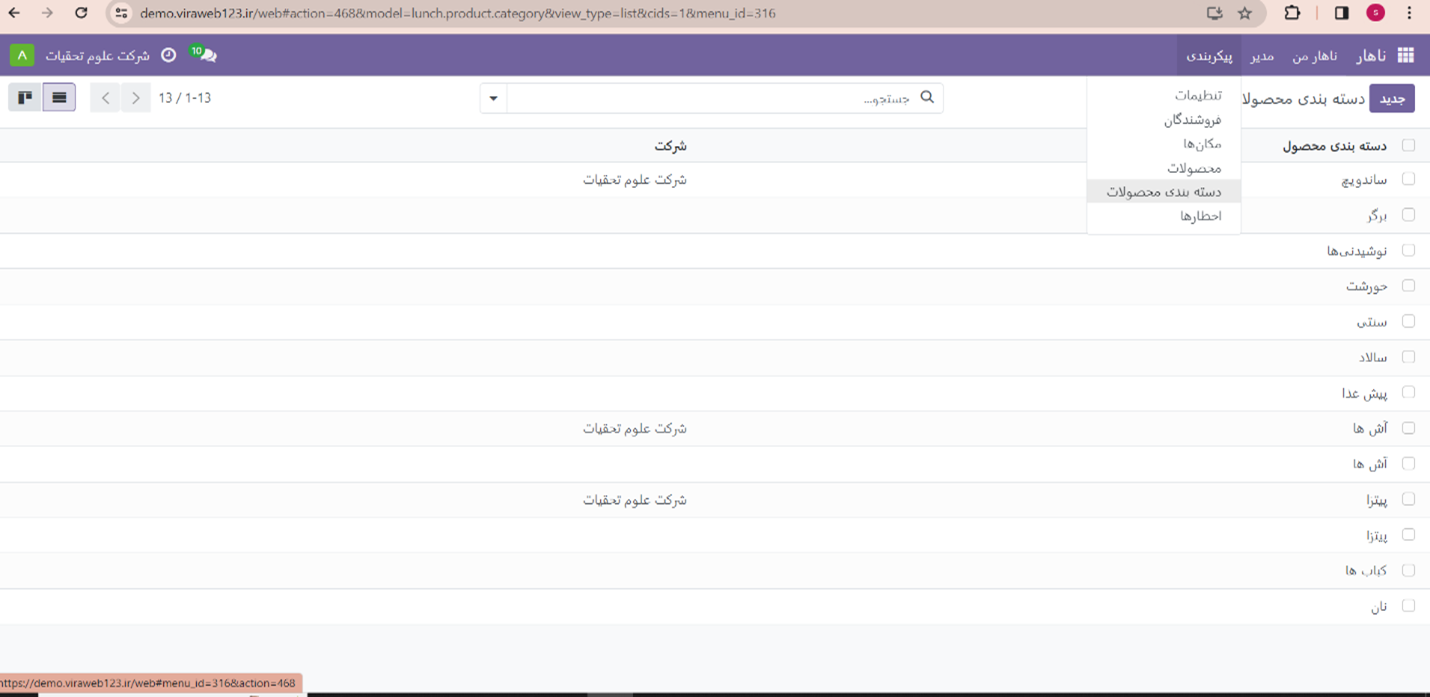 demo.viraweb123.ir/web#action=468&model=lunch.product.category&view_type=list&cids=1&menu_id=316
s
ناهار ناهار من مدیر پیکربندی
10 شرکت علوم تحقیات A
جدید دسته بندی محصولا
جستجو...
13 / 1-13
تنظیمات
فروشندگان
مکان‌ها
محصولات
دسته بندی محصولات
اخطارها
دسته بندی محصول شرکت
ساندویچ شرکت علوم تحقیات
برگر
نوشیدنی‌ها
خورشت
سنتی
سالاد
پیش غذا
آش ها شرکت علوم تحقیات
آش ها
پیتزا شرکت علوم تحقیات
پیتزا
کباب ها
نان
https://demo.viraweb123.ir/web#menu_id=316&action=468